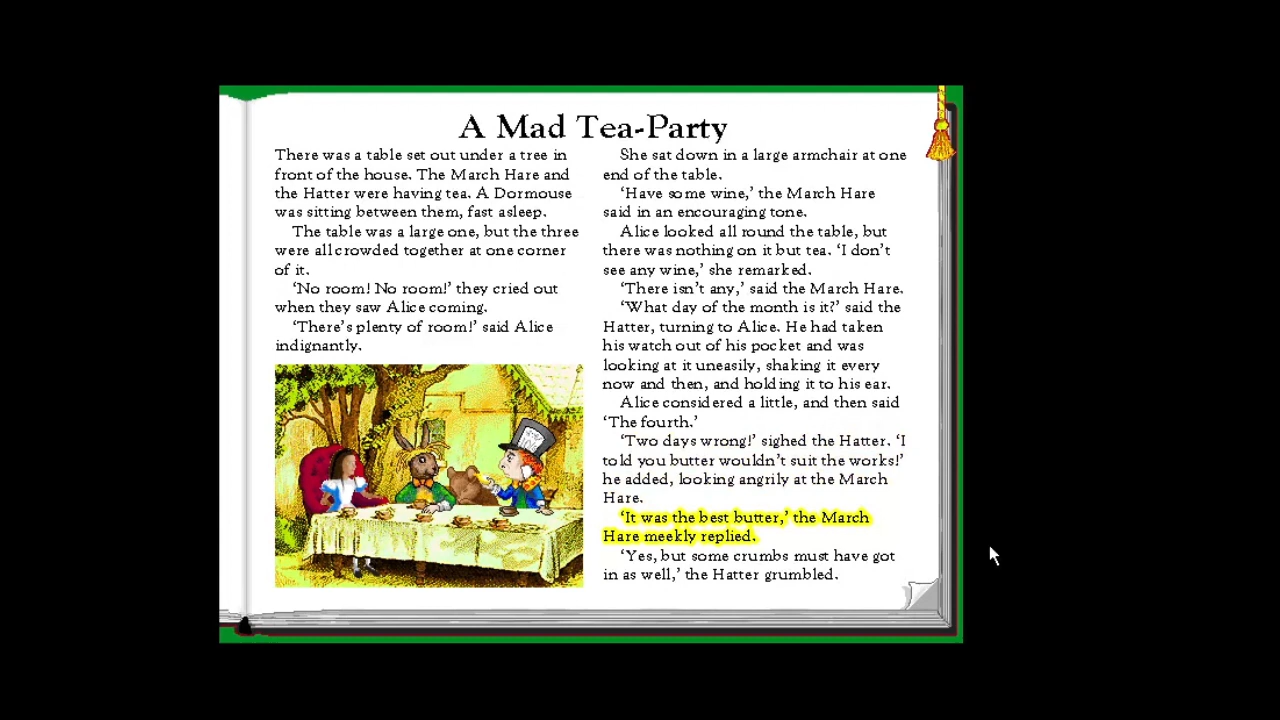 A Mad Tea-Party
There was a table set out under a tree in
front of the house. The March Hare and
the Hatter were having tea. A Dormouse
was sitting between them, fast asleep.
The table was a large one, but the three
were all crowded together at one corner
of it.
‘No room! No room!’ they cried out
when they saw Alice coming.
‘There’s plenty of room!’ said Alice
indignantly.
She sat down in a large armchair at one
end of the table.
‘Have some wine,’ the March Hare
said in an encouraging tone.
Alice looked all round the table, but
there was nothing on it but tea. ‘I don’t
see any wine,’ she remarked.
‘There isn’t any,’ said the March Hare.
‘What day of the month is it?’ said the
Hatter, turning to Alice. He had taken
his watch out of his pocket and was
looking at it uneasily, shaking it every
now and then, and holding it to his ear.
Alice considered a little, and then said
‘The fourth.’
‘Two days wrong!’ sighed the Hatter. ‘I
told you butter wouldn’t suit the works!’
he added, looking angrily at the March
Hare.
‘It was the best butter,’ the March
Hare meekly replied.
‘Yes, but some crumbs must have got
in as well,’ the Hatter grumbled.